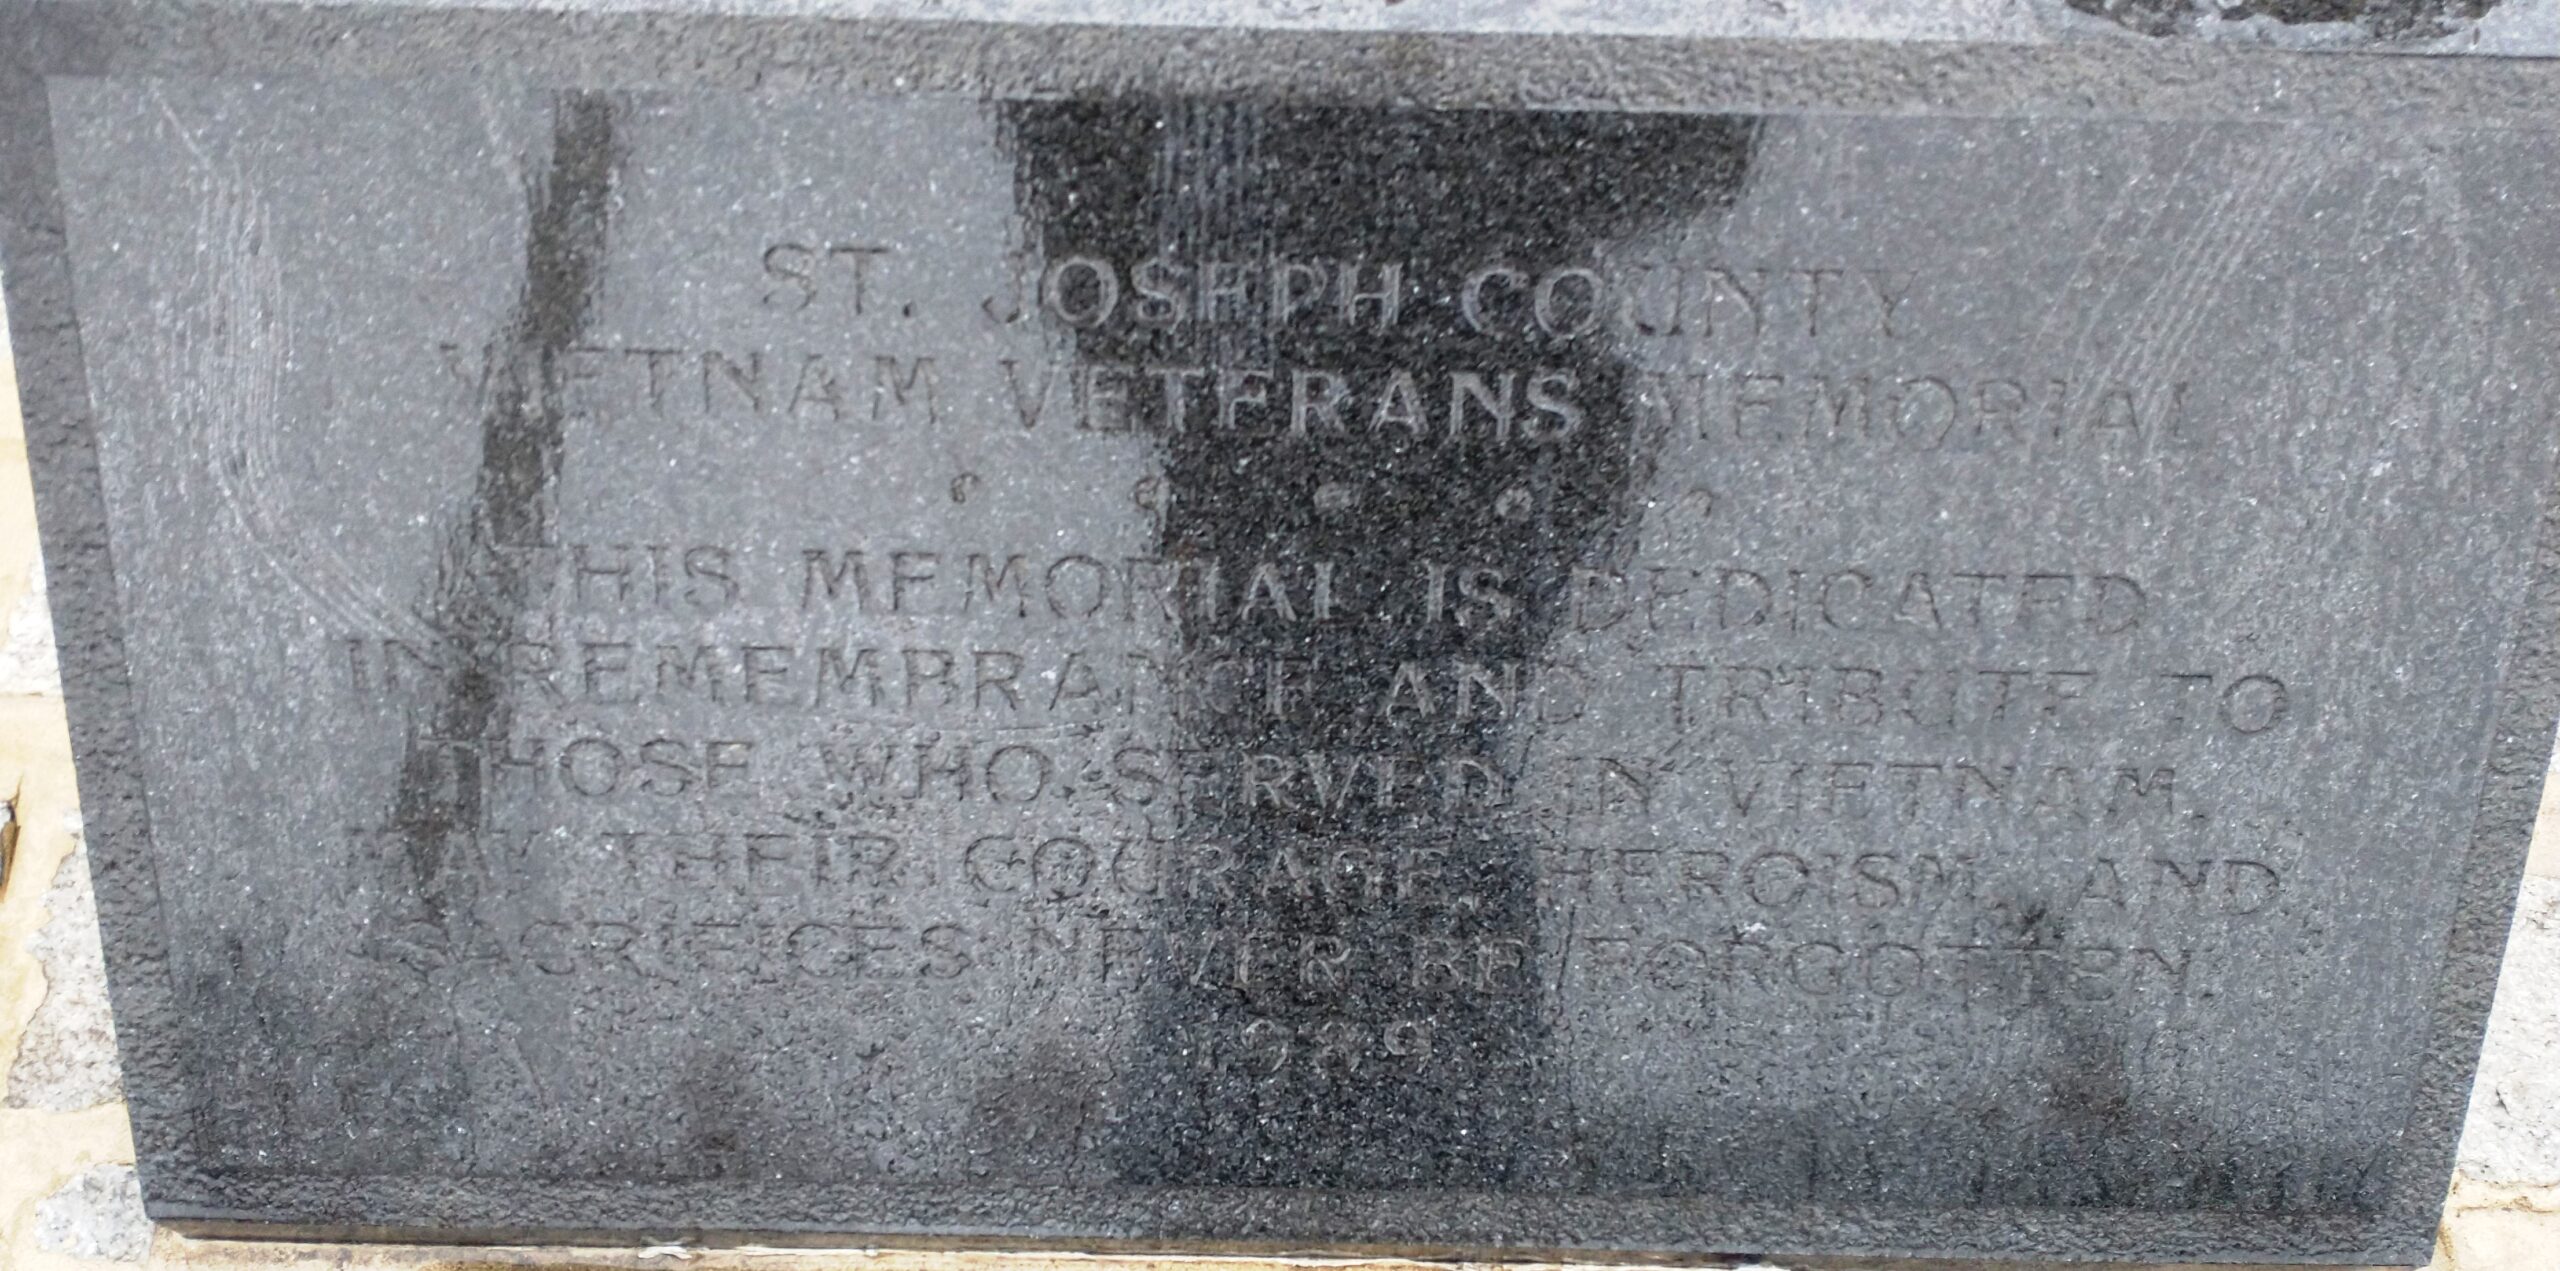 ST. JOSEPH COUNTY
VIETNAM VETERANS MEMORIAL
THIS MEMORIAL IS DEDICATED
IN REMEMBRANCE AND TRIBUTE TO
THOSE WHO SERVED IN VIETNAM.
MAY THEIR COURAGE, HEROISM, AND
SACRIFICES NEVER BE FORGOTTEN.
1989